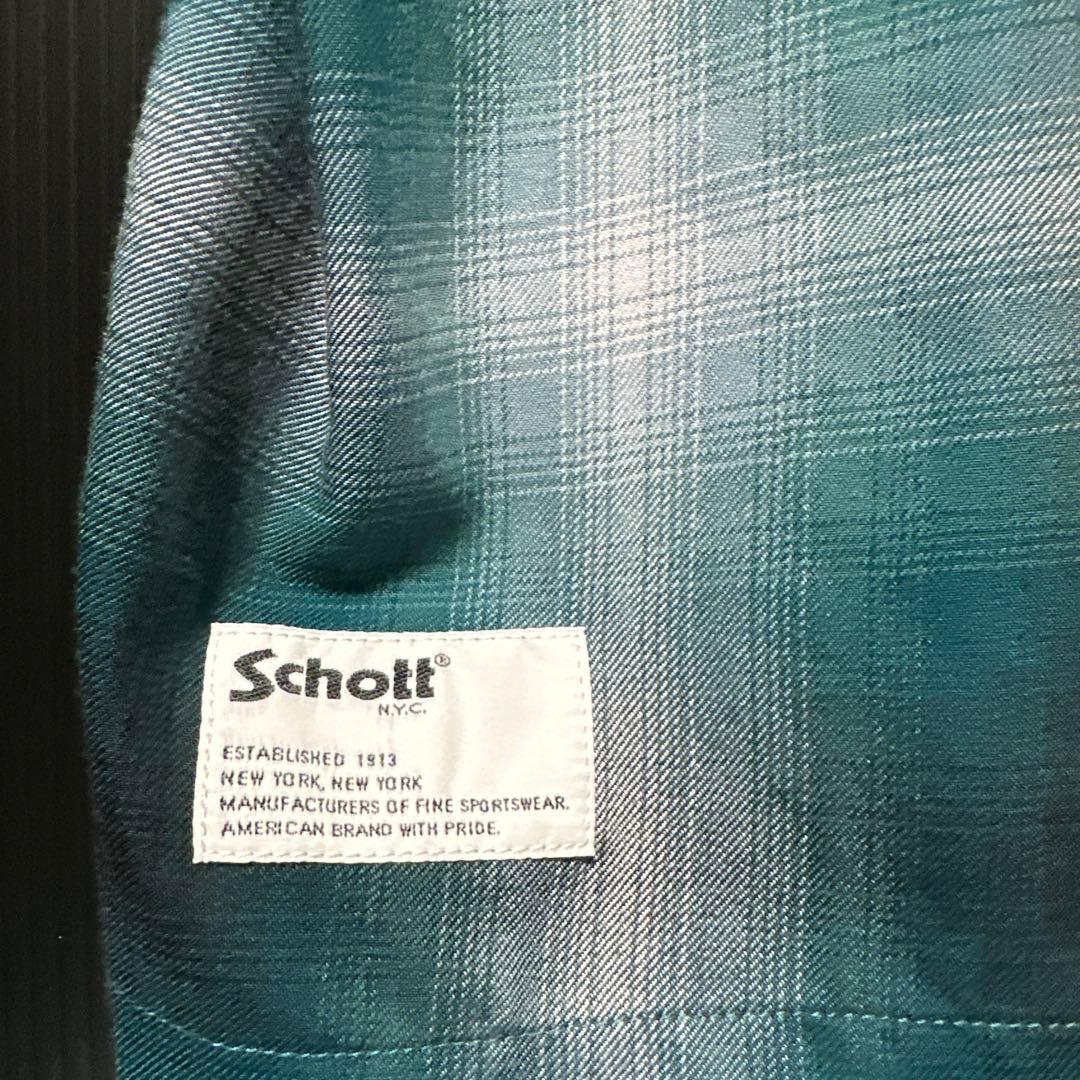 Schott®
N.Y.C.
ESTABLISHED 1913
NEW YORK, NEW YORK
MANUFACTURERS OF FINE SPORTSWEAR.
AMERICAN BRAND WITH PRIDE.